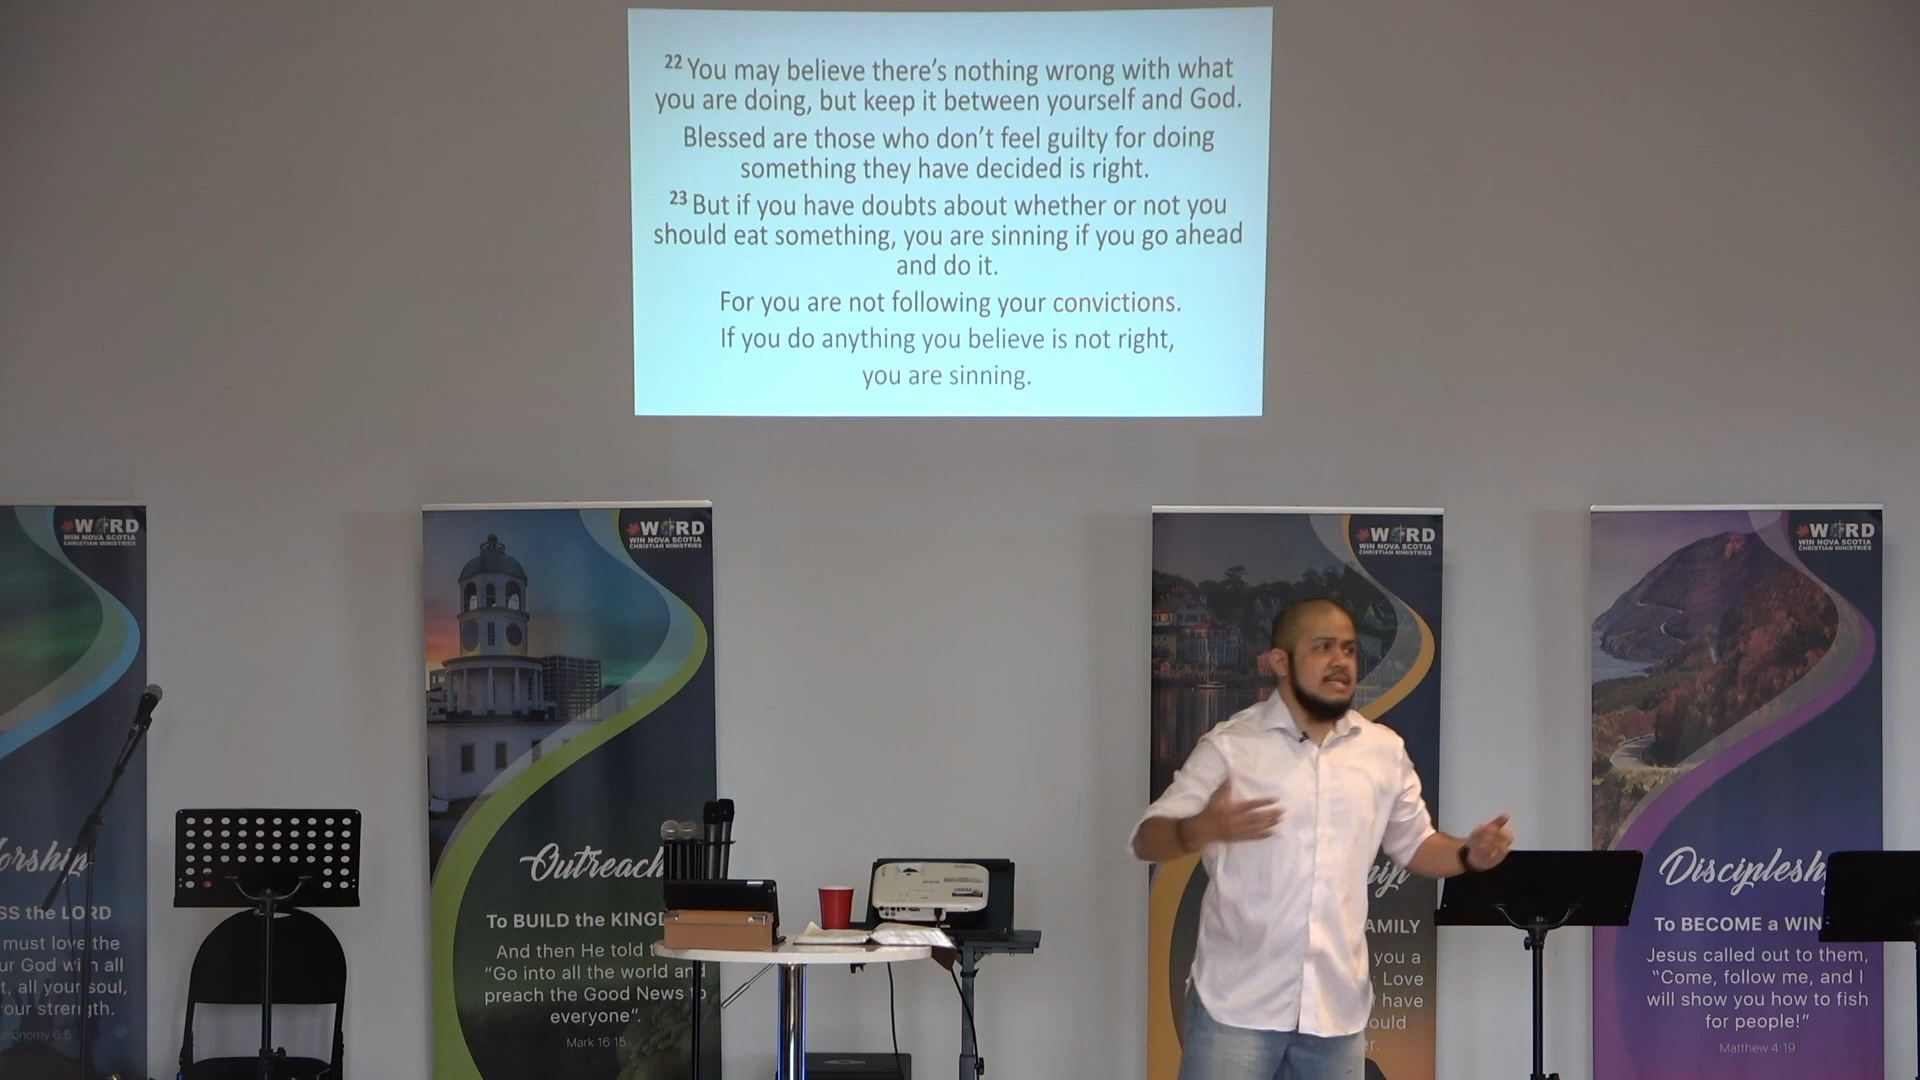 22 You may believe there’s nothing wrong with what
you are doing, but keep it between yourself and God.
Blessed are those who don’t feel guilty for doing
something they have decided is right.
23 But if you have doubts about whether or not you
should eat something, you are sinning if you go ahead
and do it.
For you are not following your convictions.
If you do anything you believe is not right,
you are sinning.
WORD
WIN NOVA SCOTIA
CHRISTIAN MINISTRIES
orship
SS the LORD
must love the
ur God with all
t, all your soul,
our strength.
onomy 6:5
WORD
WIN NOVA SCOTIA
CHRISTIAN MINISTRIES
Outreach
To BUILD the KINGD
And then He told t
“Go into all the world and
preach the Good News to
everyone“.
Mark 16:15
WORD
WIN NOVA SCOTIA
CHRISTIAN MINISTRIES
hip
AMILY
you a
Love
have
ould
r.
WORD
WIN NOVA SCOTIA
CHRISTIAN MINISTRIES
Disciplesh
To BECOME a WIN
Jesus called out to them,
“Come, follow me, and I
will show you how to fish
for people!”
Matthew 4:19
EPSON